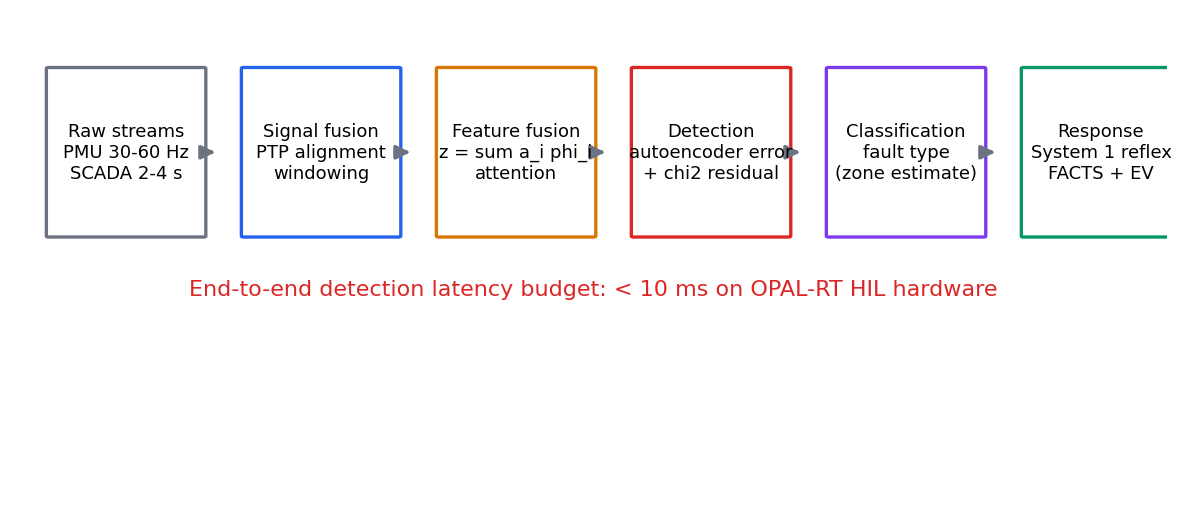 Raw streams
PMU 30-60 Hz
SCADA 2-4 s
Signal fusion
PTP alignment
windowing
Feature fusion
z = sum a_i phi_i
attention
Detection
autoencoder error
+ chi2 residual
Classification
fault type
(zone estimate)
Response
System 1 reflex
FACTS + EV
End-to-end detection latency budget: < 10 ms on OPAL-RT HIL hardware